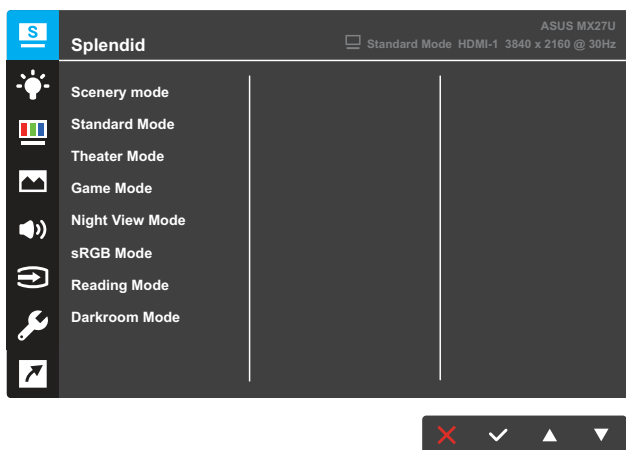 S
ASUS MX27U
Splendid
Standard Mode HDMI-1 3840 x 2160 @ 30Hz
Scenery mode
Standard Mode
Theater Mode
Game Mode
Night View Mode
sRGB Mode
Reading Mode
Darkroom Mode